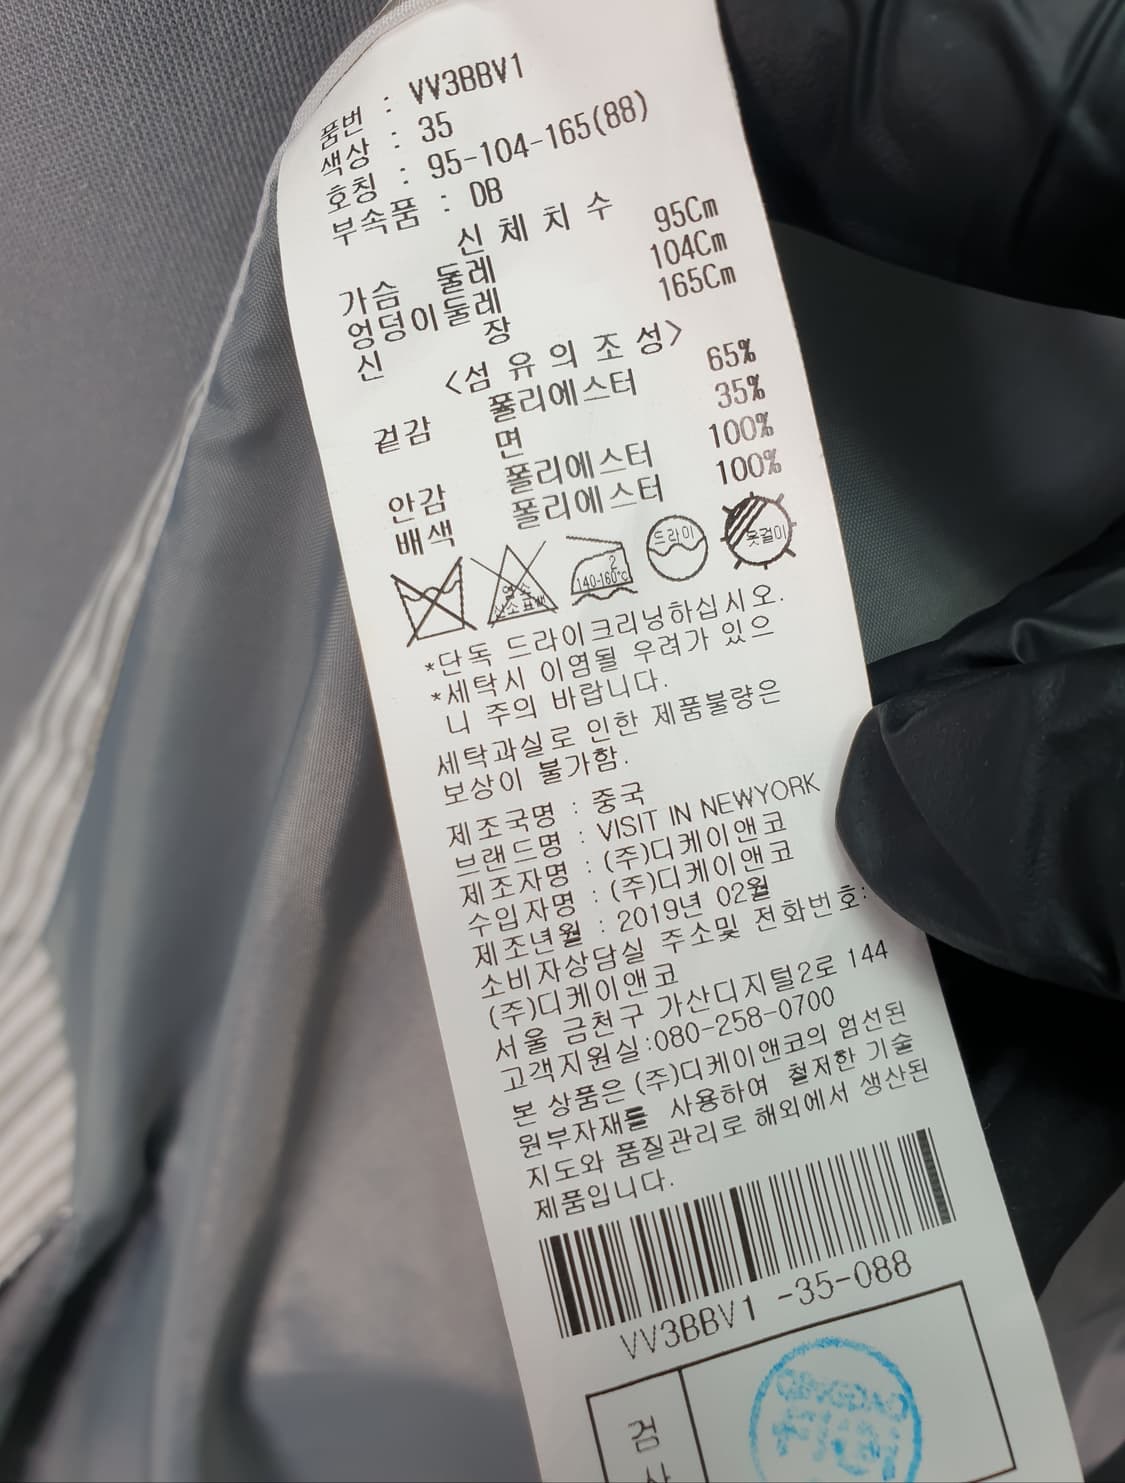 품번 : VV3BBV1
색상 : 35
호칭 : 95-104-165(88)
부속품 : DB
신 체 치 수
가슴 둘레 95Cm
엉덩이둘레 104Cm
신 장 165Cm
<섬 유 의 조 성>
겉감 폴리에스터 65%
면 35%
안감 폴리에스터 100%
배색 폴리에스터 100%
염소 산소표백 2 140-160°C 드라이 옷걸이
*단독 드라이크리닝하십시오.
*세탁시 이염될 우려가 있으
니 주의 바랍니다.
세탁과실로 인한 제품불량은
보상이 불가함.
제조국명 : 중국
브랜드명 : VISIT IN NEWYORK
제조자명 : (주)디케이앤코
수입자명 : (주)디케이앤코
제조년월 : 2019년 02월
소비자상담실 주소및 전화번호:
(주)디케이앤코
서울 금천구 가산디지털2로 144
고객지원실:080-258-0700
본 상품은 (주)디케이앤코의 엄선된
원부자재를 사용하여 철저한 기술
지도와 품질관리로 해외에서 생산된
제품입니다.
VV3BBV1 -35-088
검